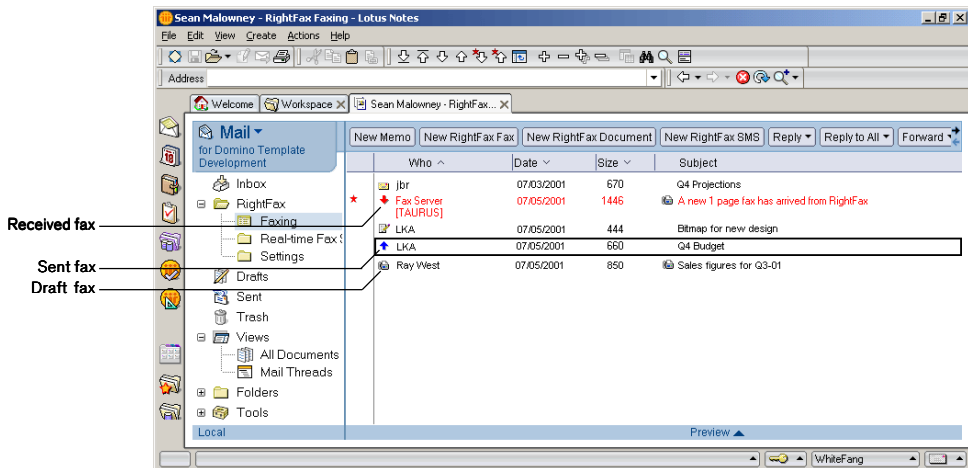 Sean Malowney - RightFax Faxing - Lotus Notes
File Edit View Create Actions Help
Address
Welcome Workspace Sean Malowney - RightFax...
Mail
for Domino Template
Development
New Memo New RightFax Fax New RightFax Document New RightFax SMS Reply Reply to All Forward
Who Date Size Subject
Inbox
RightFax
Faxing
Real-time Fax S
Settings
Drafts
Sent
Trash
Views
All Documents
Mail Threads
Folders
Tools
Local
jbr 07/03/2001 670 Q4 Projections
Fax Server 07/05/2001 1446 A new 1 page fax has arrived from RightFax
[TAURUS]
LKA 07/05/2001 444 Bitmap for new design
LKA 07/05/2001 660 Q4 Budget
Ray West 07/05/2001 850 Sales figures for Q3-01
Received fax
Sent fax
Draft fax
Preview
WhiteFang